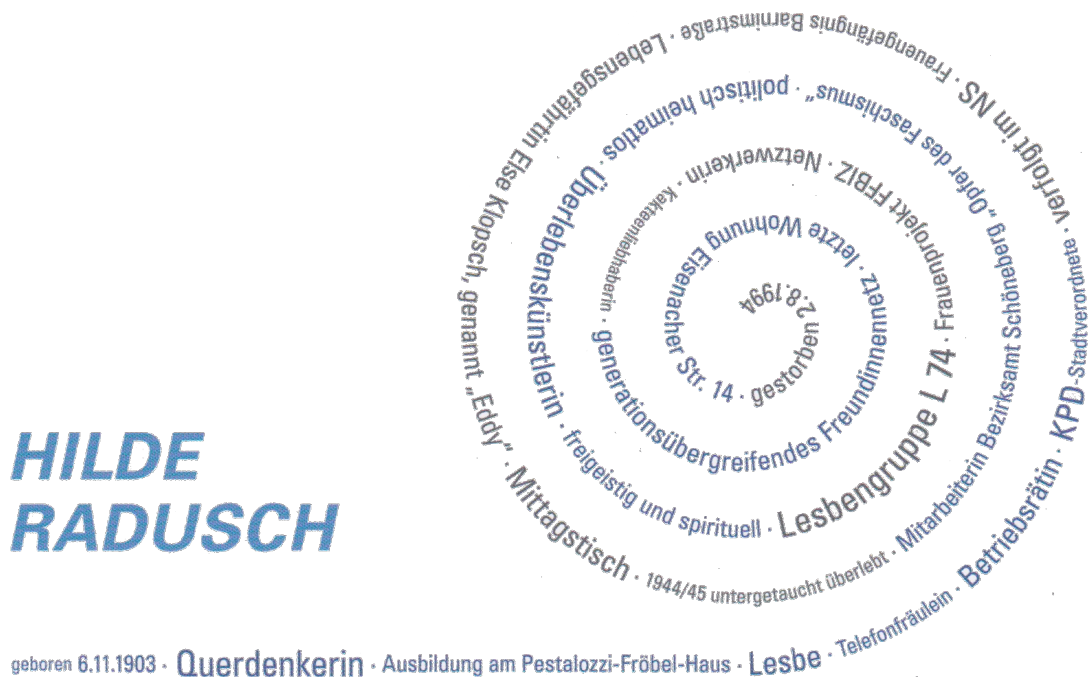 HILDE
RADUSCH
geboren 6.11.1903 · Querdenkerin · Ausbildung am Pestalozzi-Fröbel-Haus · Lesbe · Telefonfräulein · Betriebsrätin · KPD-Stadtverordnete · verfolgt im NS · Frauengefängnis Barnimstraße · Lebensgefährtin Else Klopsch, genannt „Eddy“ · Mittagstisch · 1944/45 untergetaucht überlebt · Mitarbeiterin Bezirksamt Schöneberg „Opfer des Faschismus“ · politisch heimatlos · Überlebenskünstlerin · freigeistig und spirituell · Lesbengruppe L 74 · Frauenprojekt FFBIZ · Netzwerkerin · Kakteenliebhaberin · generationsübergreifendes Freundinnennetz · letzte Wohnung Eisenacher Str. 14 · gestorben 2.8.1994